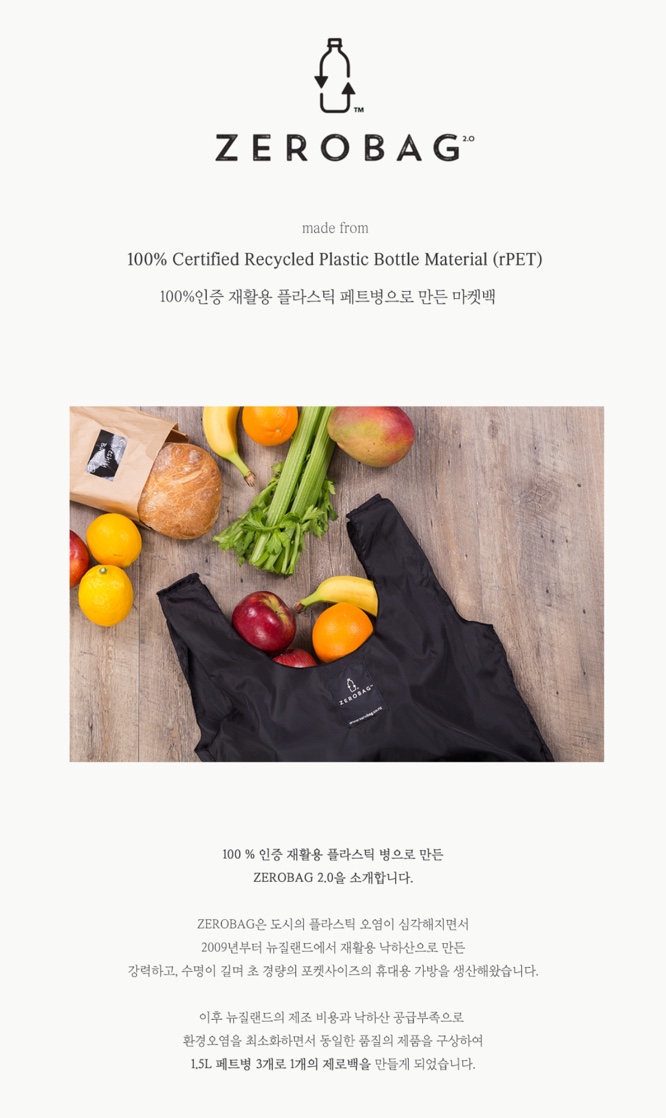 TM
ZEROBAG 2.0
made from
100% Certified Recycled Plastic Bottle Material (rPET)
100%인증 재활용 플라스틱 페트병으로 만든 마켓백
ZEROBAG
www.zerobag.co.nz
100 % 인증 재활용 플라스틱 병으로 만든
ZEROBAG 2.0을 소개합니다.
ZEROBAG은 도시의 플라스틱 오염이 심각해지면서
2009년부터 뉴질랜드에서 재활용 낙하산으로 만든
강력하고, 수명이 길며 초 경량의 포켓사이즈의 휴대용 가방을 생산해왔습니다.
이후 뉴질랜드의 제조 비용과 낙하산 공급부족으로
환경오염을 최소화하면서 동일한 품질의 제품을 구상하여
1.5L 페트병 3개로 1개의 제로백을 만들게 되었습니다.